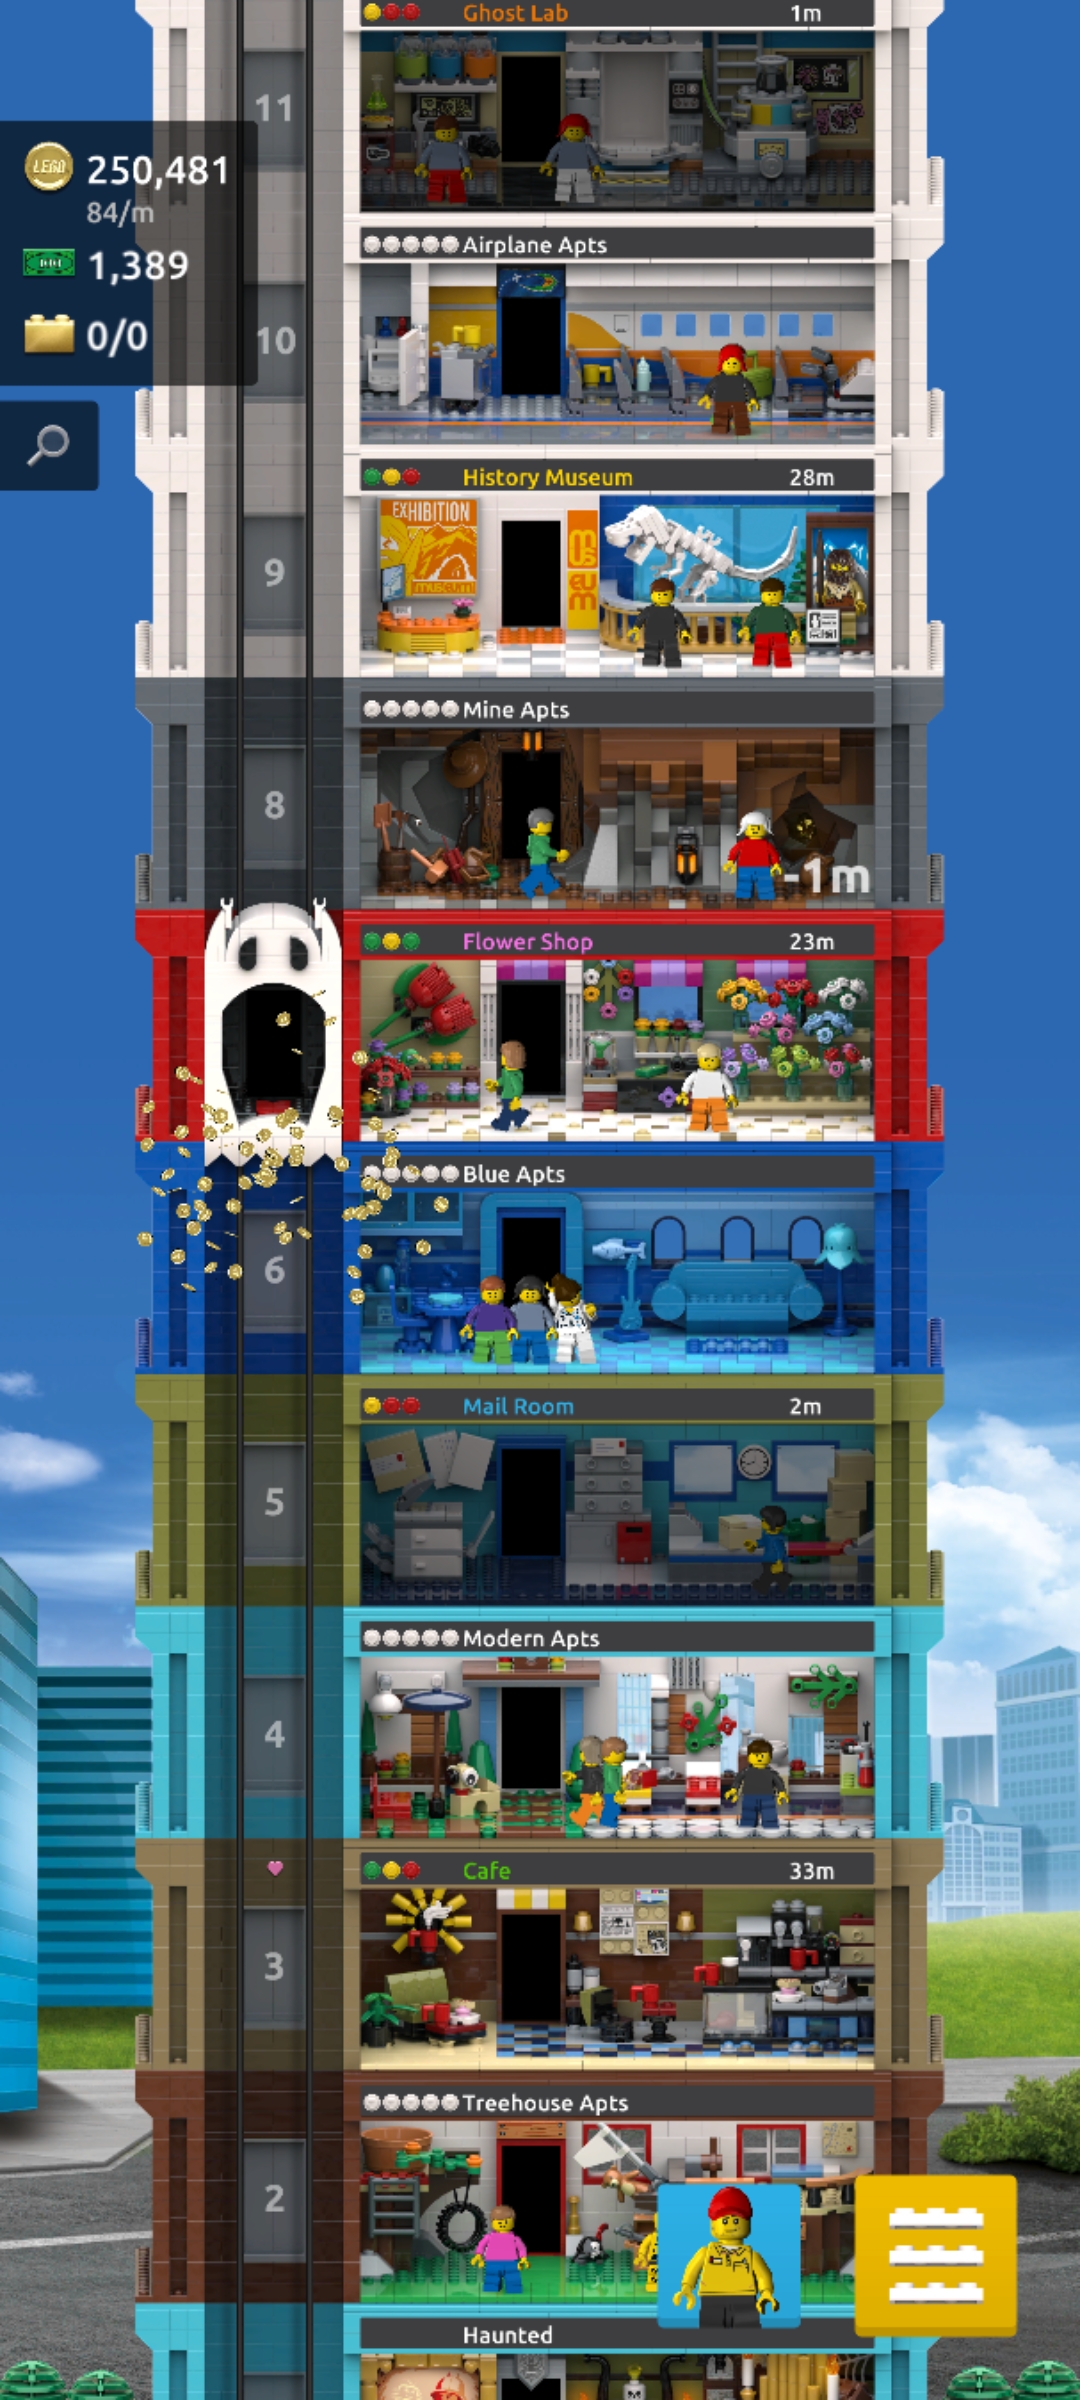 Ghost Lab 1m
11
LEGO 250,481
84/m
1,389
0/0
Airplane Apts
10
History Museum 28m
EXHIBITION
museum
9
Mine Apts
8
-1m
Flower Shop 23m
Blue Apts
6
Mail Room 2m
5
Modern Apts
4
Cafe 33m
3
Treehouse Apts
2
Haunted